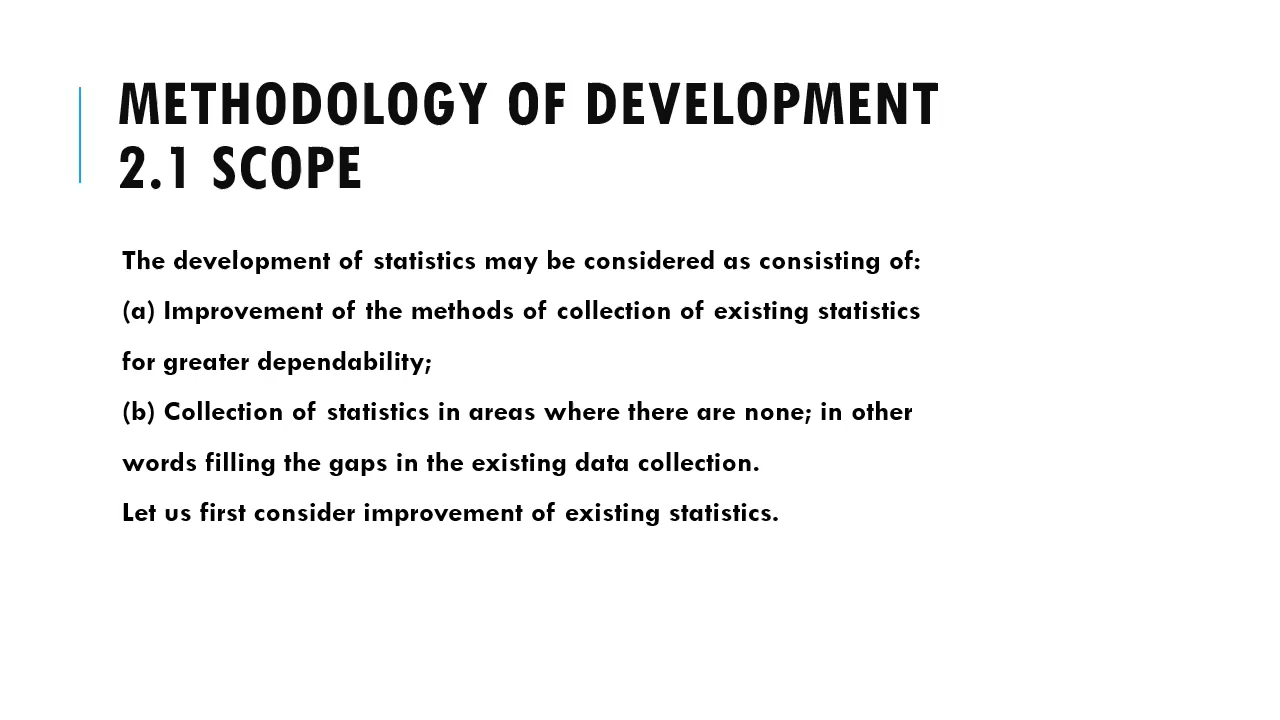 METHODOLOGY OF DEVELOPMENT
2.1 SCOPE
The development of statistics may be considered as consisting of:
(a) Improvement of the methods of collection of existing statistics
for greater dependability;
(b) Collection of statistics in areas where there are none; in other
words filling the gaps in the existing data collection.
Let us first consider improvement of existing statistics.